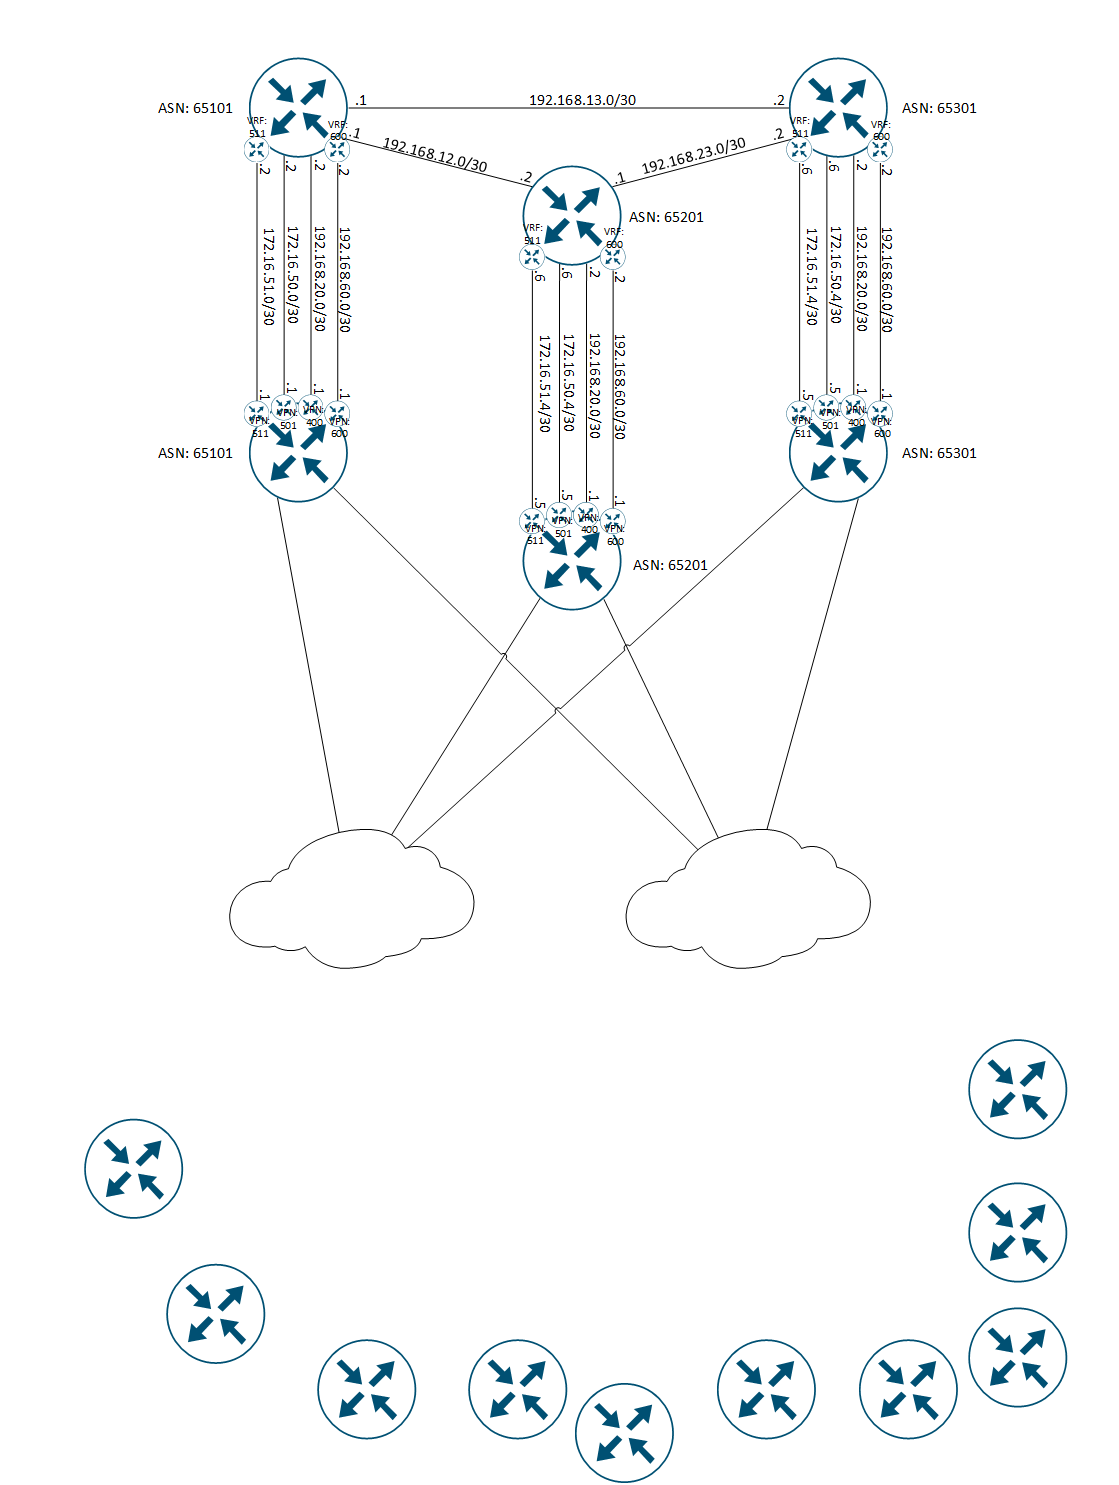 ASN: 65101
.1
192.168.13.0/30
.2
ASN: 65301
VRF:
511
VRF:
600
.1
192.168.12.0/30
.2
.1
192.168.23.0/30
.2
VRF:
511
VRF:
600
ASN: 65201
VRF:
511
VRF:
600
.2
.2
.2
.2
172.16.51.0/30
172.16.50.0/30
192.168.20.0/30
192.168.60.0/30
.1
.1
.1
.1
VPN:
511
VPN:
501
VPN:
400
VPN:
600
ASN: 65101
.6
.6
.2
.2
172.16.51.4/30
172.16.50.4/30
192.168.20.0/30
192.168.60.0/30
.5
.5
.1
.1
VPN:
511
VPN:
501
VPN:
400
VPN:
600
ASN: 65201
.6
.6
.2
.2
172.16.51.4/30
172.16.50.4/30
192.168.20.0/30
192.168.60.0/30
.5
.5
.1
.1
VPN:
511
VPN:
501
VPN:
400
VPN:
600
ASN: 65301